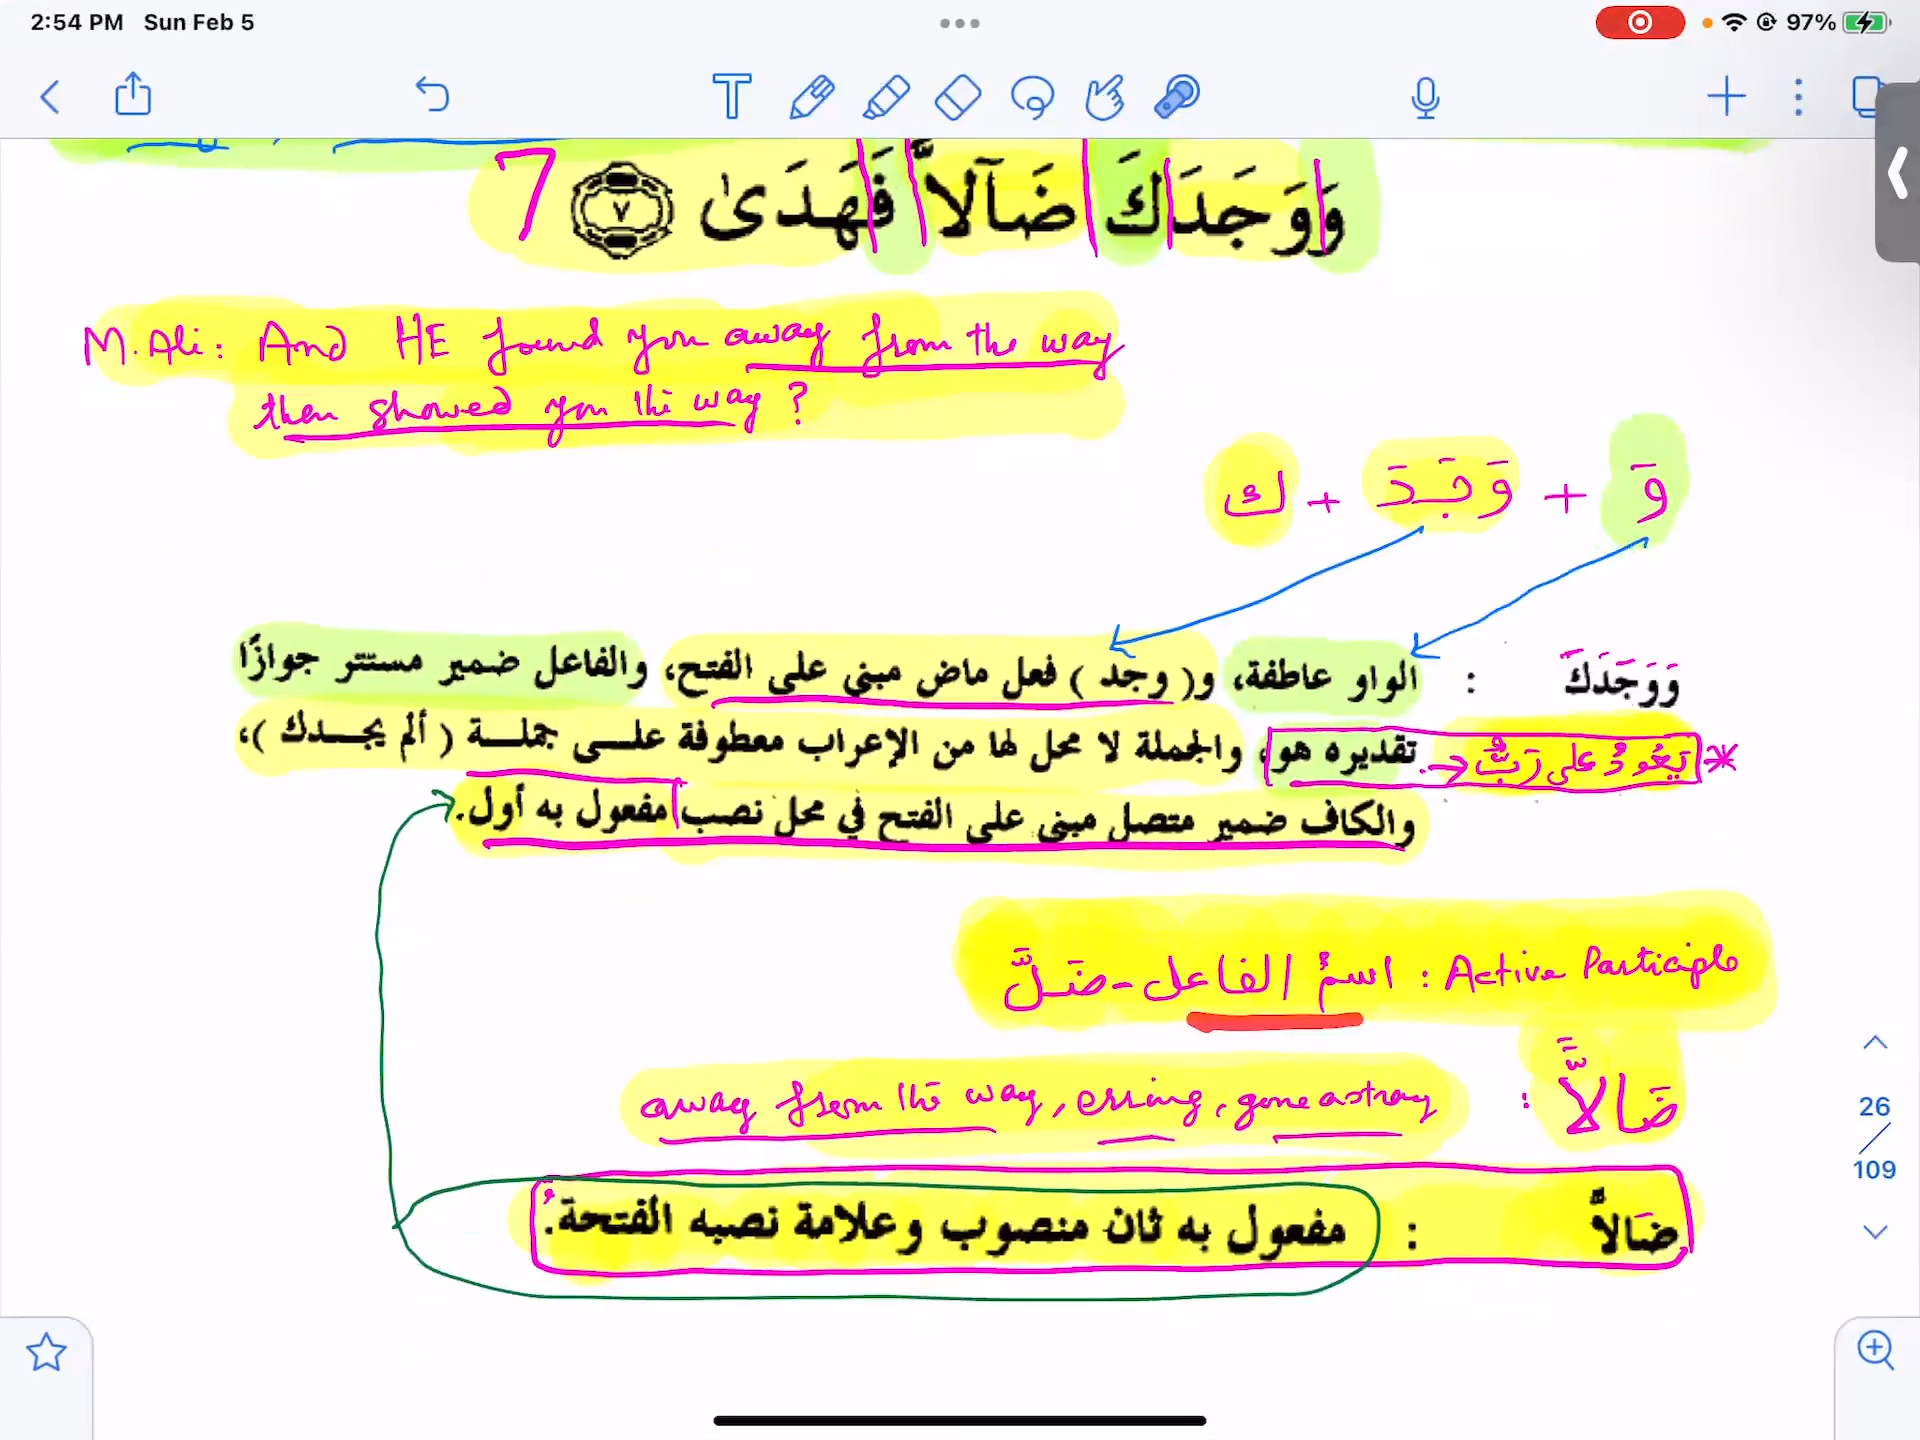 2:54 PM Sun Feb 5
97%
وَوَجَدَكَ ضَآلاًّ فَهَدَىٰ ٧ 7
M. Ali: And HE found you away from the way
then showed you the way ?
وَ + وَجَدَ + ك
وَوَجَدَكَ : الواو عاطفة، و( وجد ) فعل ماض مبني على الفتح، والفاعل ضمير مستتر جوازًا
* يَعُودُ على رَبُّ → تقديره هو، والجملة لا محل لها من الإعراب معطوفة على جملة ( ألم يجدك )،
والكاف ضمير متصل مبني على الفتح في محل نصب مفعول به أول.
اسمُ الفاعل - ضَلَّ : Active Participle
ضَالاًّ : away from the way, erring, gone astray
ضَالاًّ : مفعول به ثان منصوب وعلامة نصبه الفتحة.
26
109